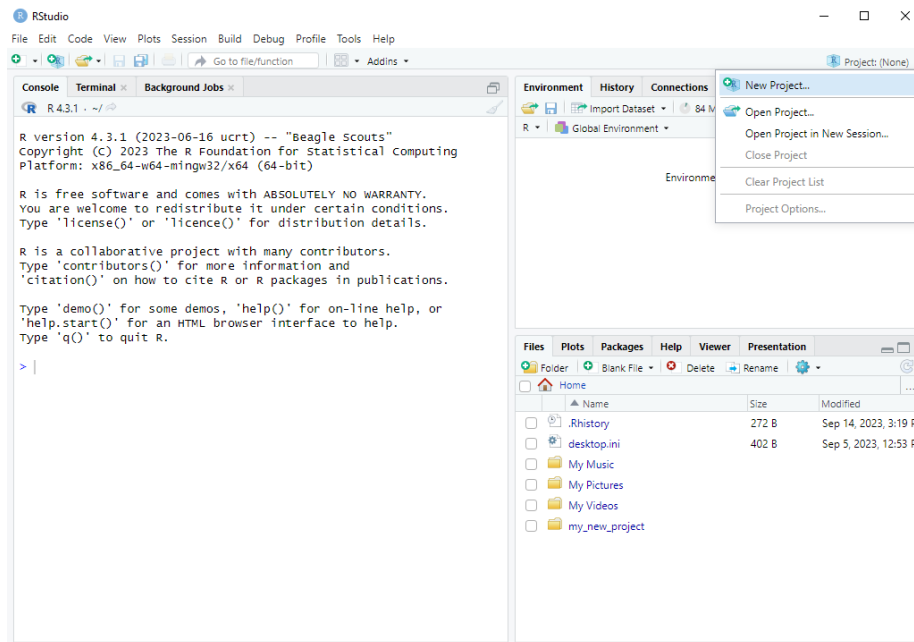 RStudio
File Edit Code View Plots Session Build Debug Profile Tools Help
Go to file/function Addins Project: (None)
Console Terminal Background Jobs
R 4.3.1 · ~/
R version 4.3.1 (2023-06-16 ucrt) -- "Beagle Scouts"
Copyright (C) 2023 The R Foundation for Statistical Computing
Platform: x86_64-w64-mingw32/x64 (64-bit)
R is free software and comes with ABSOLUTELY NO WARRANTY.
You are welcome to redistribute it under certain conditions.
Type 'license()' or 'licence()' for distribution details.
R is a collaborative project with many contributors.
Type 'contributors()' for more information and
'citation()' on how to cite R or R packages in publications.
Type 'demo()' for some demos, 'help()' for on-line help, or
'help.start()' for an HTML browser interface to help.
Type 'q()' to quit R.
>
Environment History Connections
Import Dataset 84 M
R Global Environment
Environme
New Project...
Open Project...
Open Project in New Session...
Close Project
Clear Project List
Project Options...
Files Plots Packages Help Viewer Presentation
Folder Blank File Delete Rename
Home ...
Name Size Modified
.Rhistory 272 B Sep 14, 2023, 3:19 P
desktop.ini 402 B Sep 5, 2023, 12:53 P
My Music
My Pictures
My Videos
my_new_project